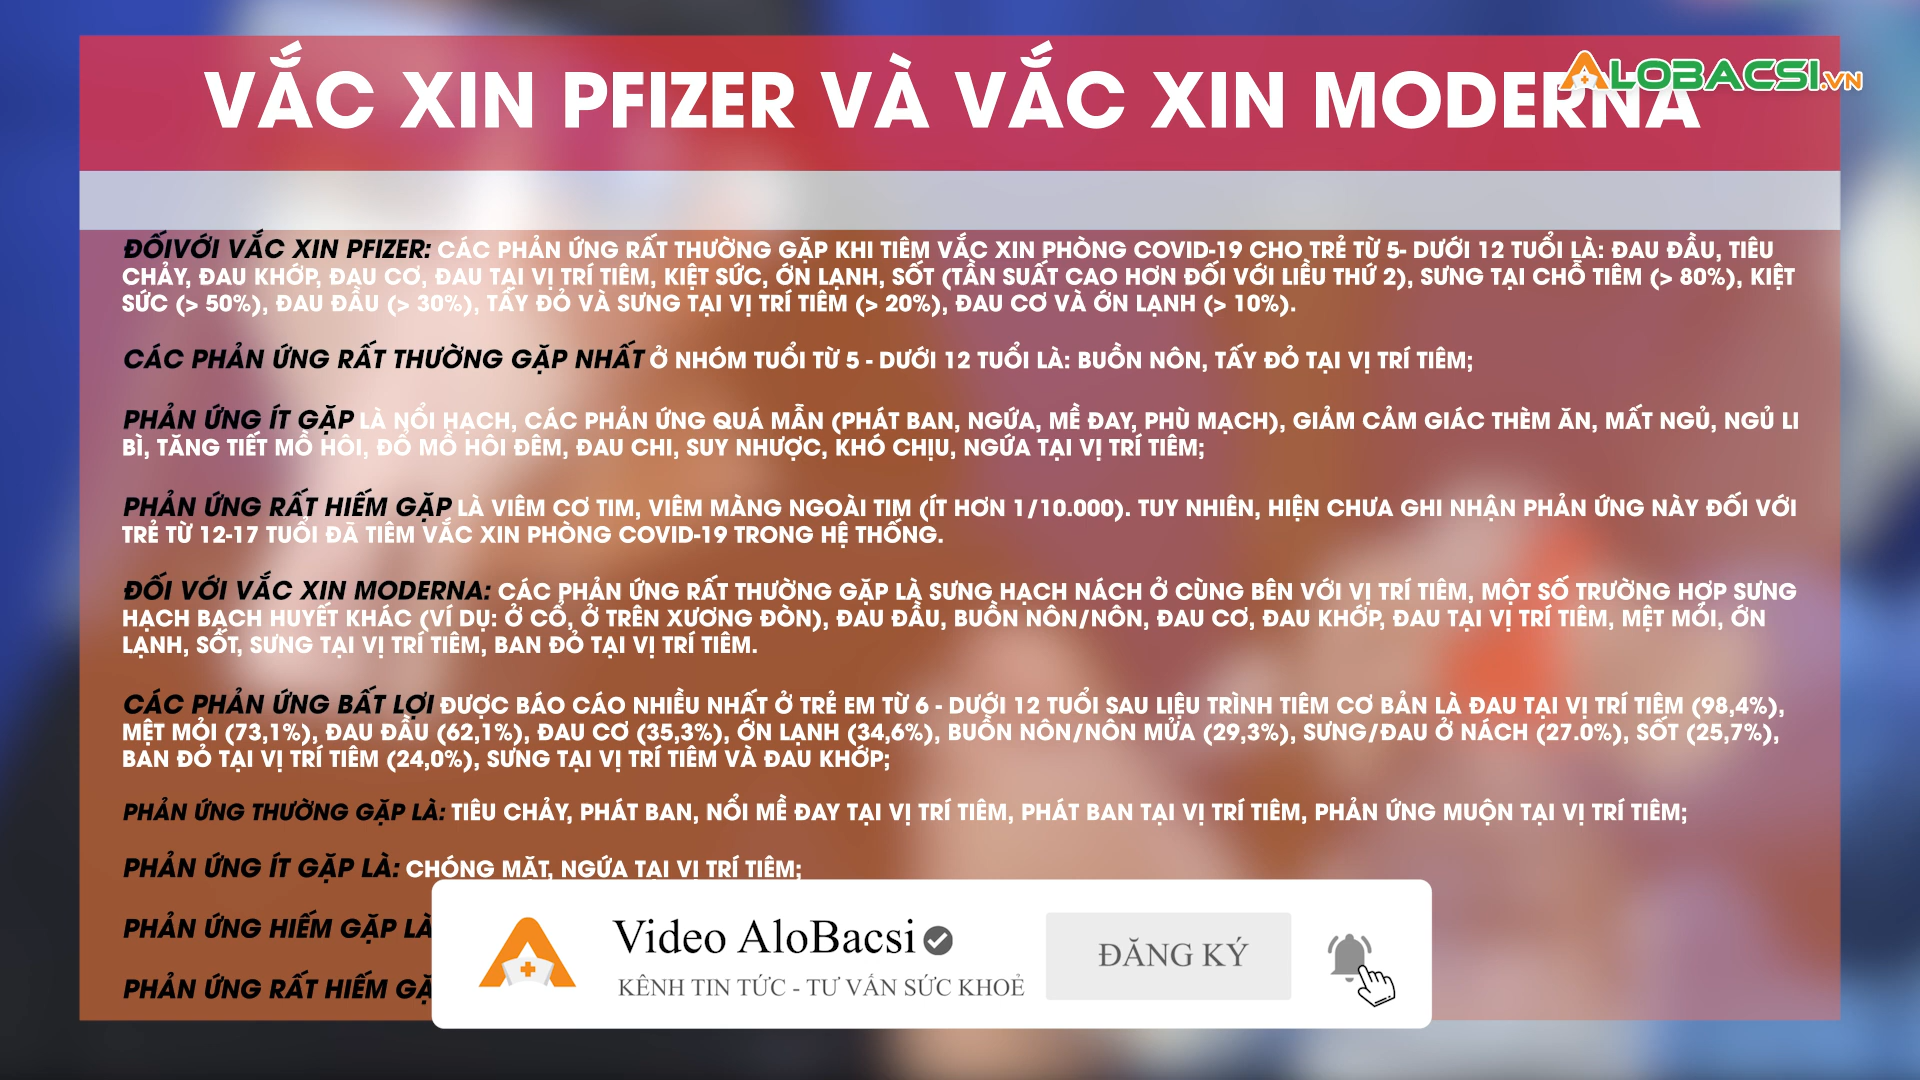 VẮC XIN PFIZER VÀ VẮC XIN MODERNA
ALOBACSI.VN
ĐỐIVỚI VẮC XIN PFIZER: CÁC PHẢN ỨNG RẤT THƯỜNG GẶP KHI TIÊM VẮC XIN PHÒNG COVID-19 CHO TRẺ TỪ 5- DƯỚI 12 TUỔI LÀ: ĐAU ĐẦU, TIÊU
CHẢY, ĐAU KHỚP, ĐAU CƠ, ĐAU TẠI VỊ TRÍ TIÊM, KIỆT SỨC, ỚN LẠNH, SỐT (TẦN SUẤT CAO HƠN ĐỐI VỚI LIỀU THỨ 2), SƯNG TẠI CHỖ TIÊM (> 80%), KIỆT
SỨC (> 50%), ĐAU ĐẦU (> 30%), TẤY ĐỎ VÀ SƯNG TẠI VỊ TRÍ TIÊM (> 20%), ĐAU CƠ VÀ ỚN LẠNH (> 10%).
CÁC PHẢN ỨNG RẤT THƯỜNG GẶP NHẤT Ở NHÓM TUỔI TỪ 5 - DƯỚI 12 TUỔI LÀ: BUỒN NÔN, TẤY ĐỎ TẠI VỊ TRÍ TIÊM;
PHẢN ỨNG ÍT GẶP LÀ NỔI HẠCH, CÁC PHẢN ỨNG QUÁ MẪN (PHÁT BAN, NGỨA, MỀ ĐAY, PHÙ MẠCH), GIẢM CẢM GIÁC THÈM ĂN, MẤT NGỦ, NGỦ LI
BÌ, TĂNG TIẾT MỒ HÔI, ĐỔ MỒ HÔI ĐÊM, ĐAU CHI, SUY NHƯỢC, KHÓ CHỊU, NGỨA TẠI VỊ TRÍ TIÊM;
PHẢN ỨNG RẤT HIẾM GẶP LÀ VIÊM CƠ TIM, VIÊM MÀNG NGOÀI TIM (ÍT HƠN 1/10.000). TUY NHIÊN, HIỆN CHƯA GHI NHẬN PHẢN ỨNG NÀY ĐỐI VỚI
TRẺ TỪ 12-17 TUỔI ĐÃ TIÊM VẮC XIN PHÒNG COVID-19 TRONG HỆ THỐNG.
ĐỐI VỚI VẮC XIN MODERNA: CÁC PHẢN ỨNG RẤT THƯỜNG GẶP LÀ SƯNG HẠCH NÁCH Ở CÙNG BÊN VỚI VỊ TRÍ TIÊM, MỘT SỐ TRƯỜNG HỢP SƯNG
HẠCH BẠCH HUYẾT KHÁC (VÍ DỤ: Ở CỔ, Ở TRÊN XƯƠNG ĐÒN), ĐAU ĐẦU, BUỒN NÔN/NÔN, ĐAU CƠ, ĐAU KHỚP, ĐAU TẠI VỊ TRÍ TIÊM, MỆT MỎI, ỚN
LẠNH, SỐT, SƯNG TẠI VỊ TRÍ TIÊM, BAN ĐỎ TẠI VỊ TRÍ TIÊM.
CÁC PHẢN ỨNG BẤT LỢI ĐƯỢC BÁO CÁO NHIỀU NHẤT Ở TRẺ EM TỪ 6 - DƯỚI 12 TUỔI SAU LIỆU TRÌNH TIÊM CƠ BẢN LÀ ĐAU TẠI VỊ TRÍ TIÊM (98,4%),
MỆT MỎI (73,1%), ĐAU ĐẦU (62,1%), ĐAU CƠ (35,3%), ỚN LẠNH (34,6%), BUỒN NÔN/NÔN MỬA (29,3%), SƯNG/ĐAU Ở NÁCH (27.0%), SỐT (25,7%),
BAN ĐỎ TẠI VỊ TRÍ TIÊM (24,0%), SƯNG TẠI VỊ TRÍ TIÊM VÀ ĐAU KHỚP;
PHẢN ỨNG THƯỜNG GẶP LÀ: TIÊU CHẢY, PHÁT BAN, NỔI MỀ ĐAY TẠI VỊ TRÍ TIÊM, PHÁT BAN TẠI VỊ TRÍ TIÊM, PHẢN ỨNG MUỘN TẠI VỊ TRÍ TIÊM;
PHẢN ỨNG ÍT GẶP LÀ: CHÓNG MẶT, NGỨA TẠI VỊ TRÍ TIÊM;
PHẢN ỨNG HIẾM GẶP LÀ
PHẢN ỨNG RẤT HIẾM GẶ
Video AloBacsi
KÊNH TIN TỨC - TƯ VẤN SỨC KHOẺ
ĐĂNG KÝ